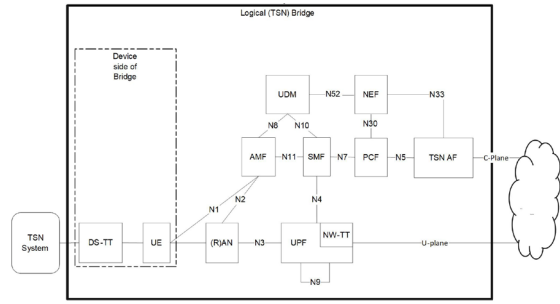 Logical (TSN) Bridge
Device
side of
Bridge
UDM
N52
NEF
N33
N8
N10
N30
AMF
N11
SMF
N7
PCF
N5
TSN AF
C-Plane
N1
N2
N4
TSN
System
DS-TT
UE
(R)AN
N3
UPF
NW-TT
U-plane
N9